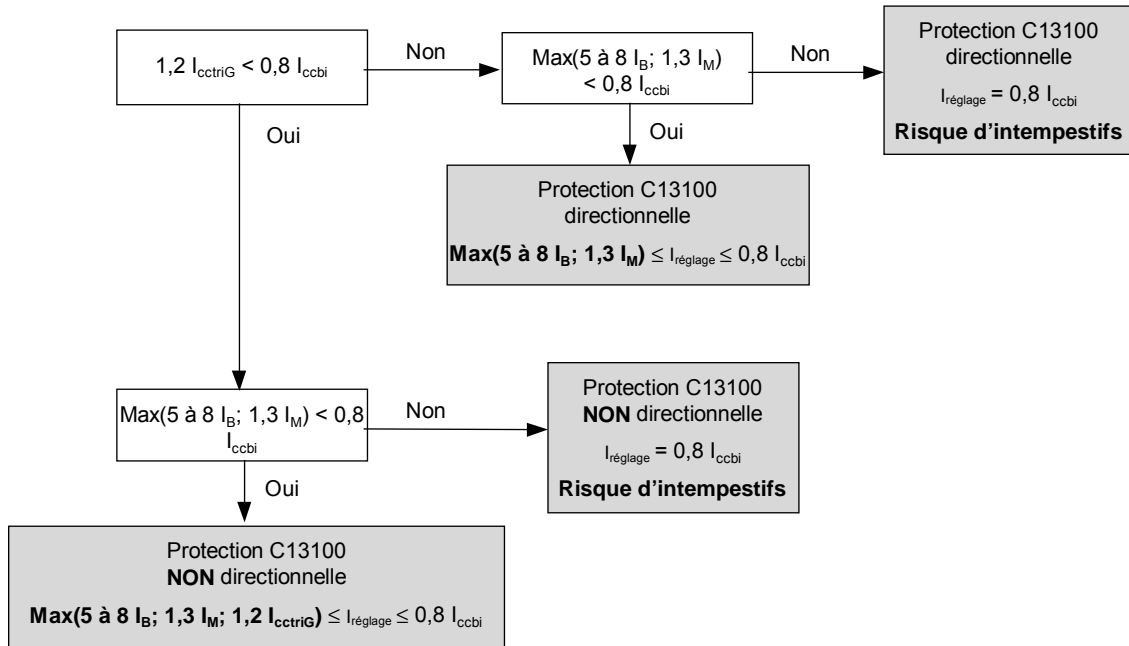 1,2 IcctriG < 0,8 Iccbi
Non
Max(5 à 8 IB; 1,3 IM)
< 0,8 Iccbi
Non
Protection C13100
directionnelle
Iréglage = 0,8 Iccbi
Risque d’intempestifs
Oui
Oui
Protection C13100
directionnelle
Max(5 à 8 IB; 1,3 IM) ≤ Iréglage ≤ 0,8 Iccbi
Max(5 à 8 IB; 1,3 IM) < 0,8
Iccbi
Non
Protection C13100
NON directionnelle
Iréglage = 0,8 Iccbi
Risque d’intempestifs
Oui
Protection C13100
NON directionnelle
Max(5 à 8 IB; 1,3 IM; 1,2 IcctriG) ≤ Iréglage ≤ 0,8 Iccbi